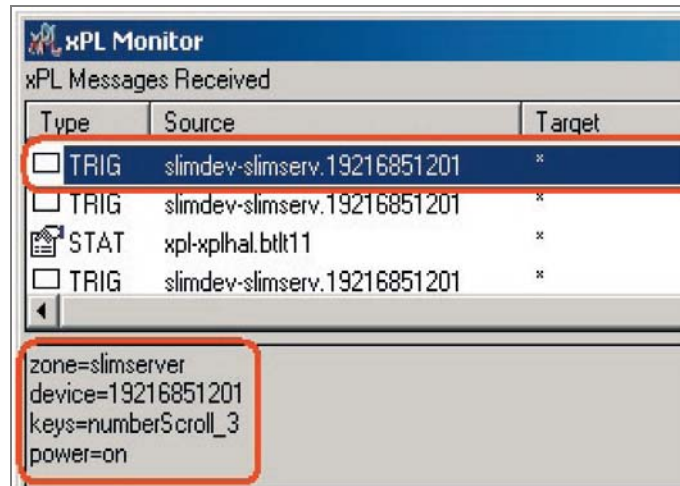 xPL Monitor
xPL Messages Received
Type Source Target
TRIG slimdev-slimserv.19216851201 *
TRIG slimdev-slimserv.19216851201 *
STAT xpl-xplhal.btlt11 *
TRIG slimdev-slimserv.19216851201 *
zone=slimserver
device=19216851201
keys=numberScroll_3
power=on